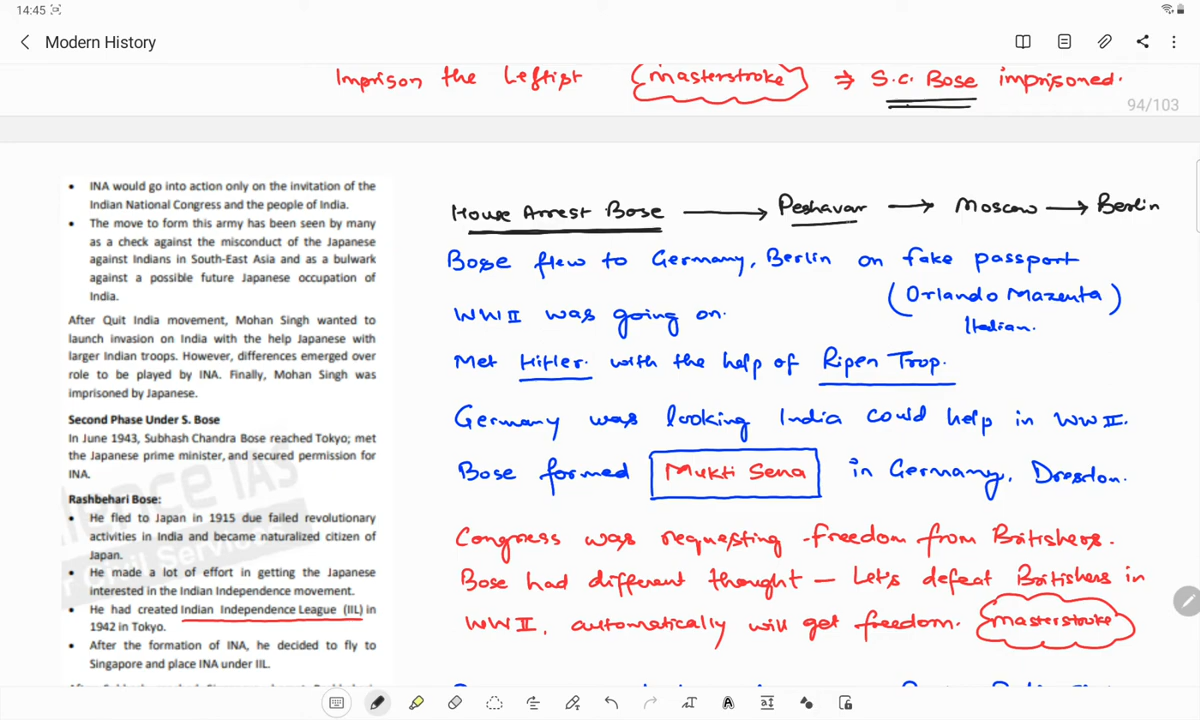 14:45
Modern History
Imprison the Leftist (masterstroke) ⇒ S.C. Bose imprisoned.
94/103
• INA would go into action only on the invitation of the
Indian National Congress and the people of India.
• The move to form this army has been seen by many
as a check against the misconduct of the Japanese
against Indians in South-East Asia and as a bulwark
against a possible future Japanese occupation of
India.
After Quit India movement, Mohan Singh wanted to
launch invasion on India with the help Japanese with
larger Indian troops. However, differences emerged over
role to be played by INA. Finally, Mohan Singh was
imprisoned by Japanese.
Second Phase Under S. Bose
In June 1943, Subhash Chandra Bose reached Tokyo; met
the Japanese prime minister, and secured permission for
INA.
Rashbehari Bose:
• He fled to Japan in 1915 due failed revolutionary
activities in India and became naturalized citizen of
Japan.
• He made a lot of effort in getting the Japanese
interested in the Indian Independence movement.
• He had created Indian Independence League (IIL) in
1942 in Tokyo.
• After the formation of INA, he decided to fly to
Singapore and place INA under IIL.
House Arrest Bose → Peshavar → Moscow → Berlin
Bose flew to Germany, Berlin on fake passport
(Orlando Mazenta)
Italian.
WW II was going on.
Met Hitler with the help of Ripen Trop.
Germany was looking India could help in WW II.
Bose formed Mukti Sena in Germany, Dresdon.
Congress was requesting freedom from Britishers.
Bose had different thought – Let's defeat Britishers in
WW II, automatically will get freedom. masterstroke